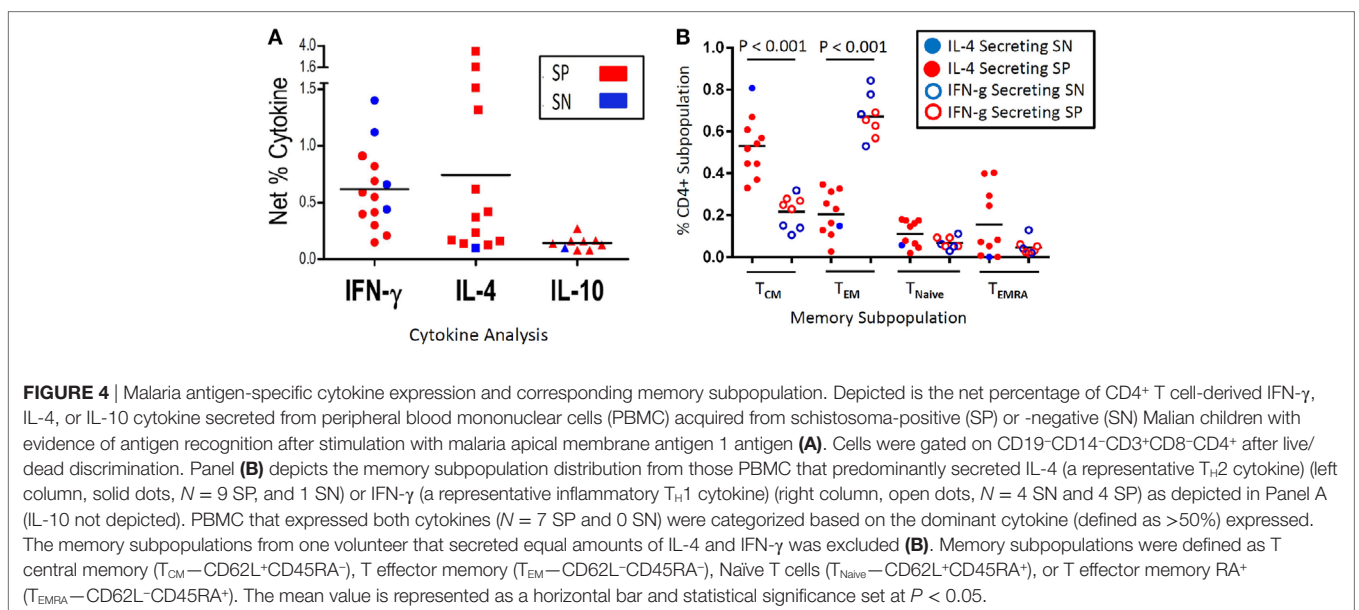 A
4.0
1.6
1.5
1.0
0.5
0.0
Net % Cytokine
SP
SN
IFN-γ IL-4 IL-10
Cytokine Analysis
B
P < 0.001 P < 0.001
1.0
0.8
0.6
0.4
0.2
0.0
% CD4+ Subpopulation
IL-4 Secreting SN
IL-4 Secreting SP
IFN-g Secreting SN
IFN-g Secreting SP
TCM TEM TNaive TEMRA
Memory Subpopulation
FIGURE 4 | Malaria antigen-specific cytokine expression and corresponding memory subpopulation. Depicted is the net percentage of CD4⁺ T cell-derived IFN-γ,
IL-4, or IL-10 cytokine secreted from peripheral blood mononuclear cells (PBMC) acquired from schistosoma-positive (SP) or -negative (SN) Malian children with
evidence of antigen recognition after stimulation with malaria apical membrane antigen 1 antigen (A). Cells were gated on CD19⁻CD14⁻CD3⁺CD8⁻CD4⁺ after live/
dead discrimination. Panel (B) depicts the memory subpopulation distribution from those PBMC that predominantly secreted IL-4 (a representative TH2 cytokine) (left
column, solid dots, N = 9 SP, and 1 SN) or IFN-γ (a representative inflammatory TH1 cytokine) (right column, open dots, N = 4 SN and 4 SP) as depicted in Panel A
(IL-10 not depicted). PBMC that expressed both cytokines (N = 7 SP and 0 SN) were categorized based on the dominant cytokine (defined as >50%) expressed.
The memory subpopulations from one volunteer that secreted equal amounts of IL-4 and IFN-γ was excluded (B). Memory subpopulations were defined as T
central memory (TCM—CD62L⁺CD45RA⁻), T effector memory (TEM—CD62L⁻CD45RA⁻), Naïve T cells (TNaive—CD62L⁺CD45RA⁺), or T effector memory RA⁺
(TEMRA—CD62L⁻CD45RA⁺). The mean value is represented as a horizontal bar and statistical significance set at P < 0.05.